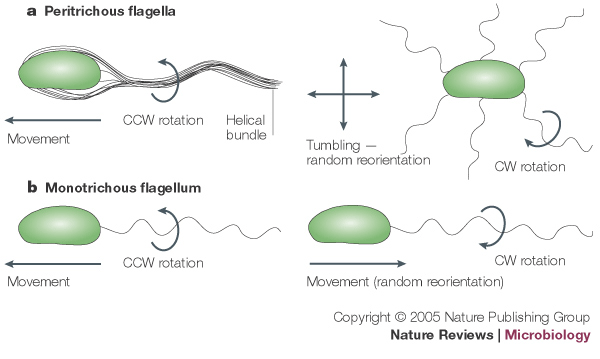 a Peritrichous flagella
CCW rotation
Helical
bundle
Movement
Tumbling —
random reorientation
CW rotation
b Monotrichous flagellum
CCW rotation
Movement
CW rotation
Movement (random reorientation)
Copyright © 2005 Nature Publishing Group
Nature Reviews | Microbiology